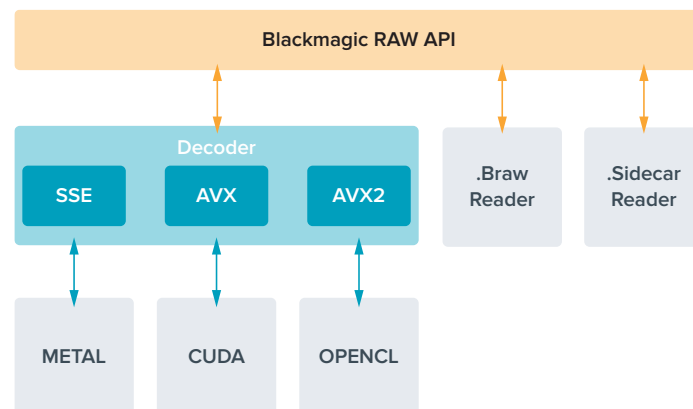 Blackmagic RAW API
Decoder
SSE
AVX
AVX2
.Braw
Reader
.Sidecar
Reader
METAL
CUDA
OPENCL